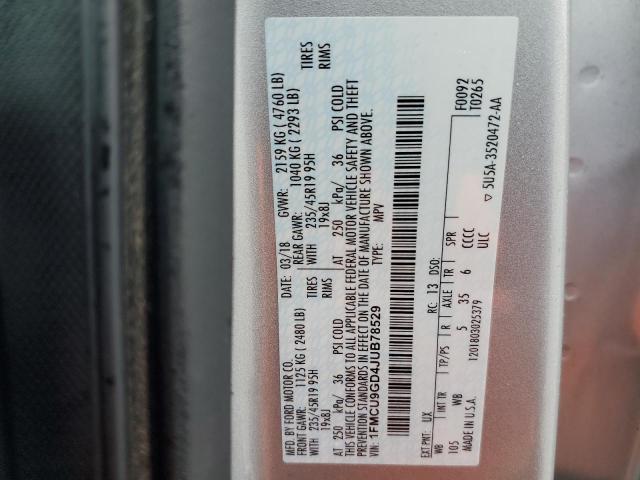 MFD. BY FORD MOTOR CO.
DATE: 03/18 GVWR: 2159 KG ( 4760 LB)
FRONT GAWR: 1125 KG ( 2480 LB) REAR GAWR: 1040 KG ( 2293 LB)
235/45R19 95H TIRES WITH 235/45R19 95H TIRES
19x8J RIMS 19x8J RIMS
AT 250 kPa/ 36 PSI COLD AT 250 kPa/ 36 PSI COLD
THIS VEHICLE CONFORMS TO ALL APPLICABLE FEDERAL MOTOR VEHICLE SAFETY AND THEFT
PREVENTION STANDARDS IN EFFECT ON THE DATE OF MANUFACTURE SHOWN ABOVE.
VIN: 1FMCU9GD4JUB78529 TYPE: MPV
F0092
T0265
EXT PNT: UX RC: 13 DSO:
WB INT TR TP/PS R AXLE TR SPR
105 WB 5 35 6 CCCC
MADE IN U.S.A. 1201803025379 ULC
▽ 5U5A-3520472-AA